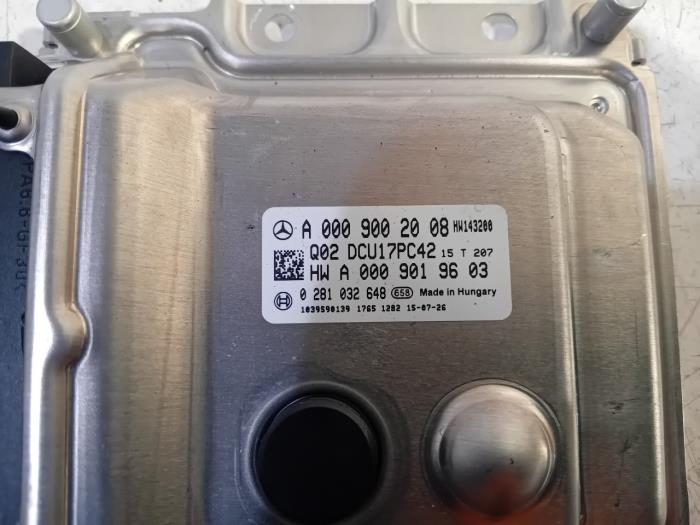 A 000 900 20 08 HW143200
Q02 DCU17PC42 15 T 207
HW A 000 901 96 03
0 281 032 648 658 Made in Hungary
1039S90139 1765 1282 15-07-26